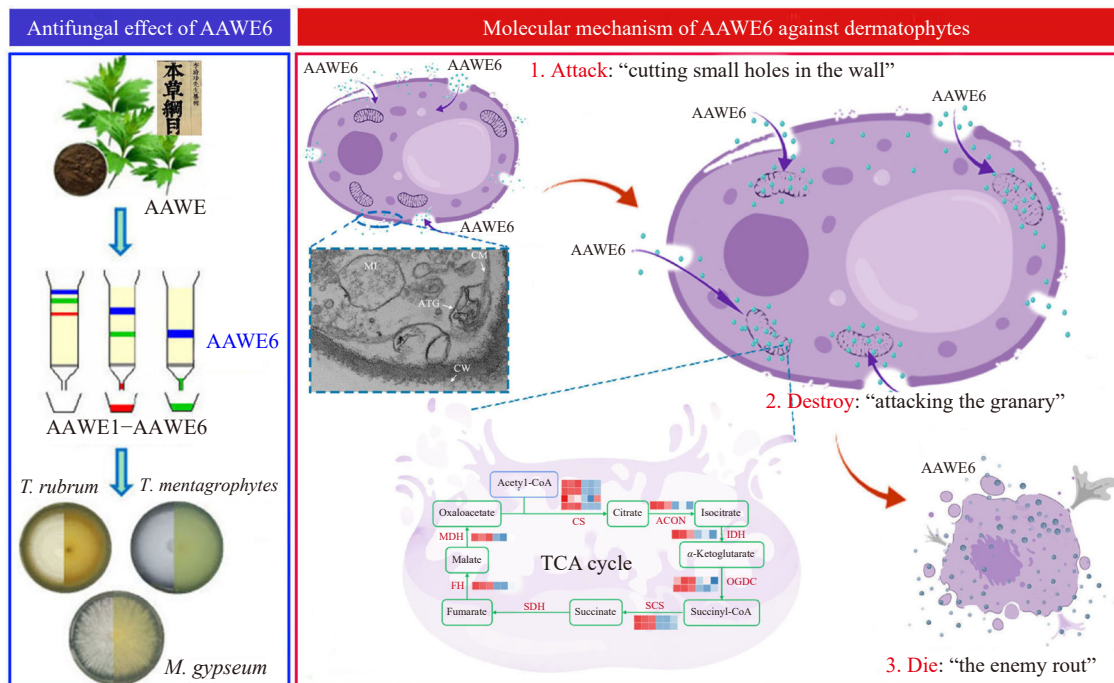 Antifungal effect of AAWE6
本草綱目
AAWE
AAWE6
AAWE1−AAWE6
T. rubrum
T. mentagrophytes
M. gypseum
Molecular mechanism of AAWE6 against dermatophytes
1. Attack: “cutting small holes in the wall”
AAWE6
AAWE6
AAWE6
MI
CM
ATG
CW
AAWE6
AAWE6
AAWE6
2. Destroy: “attacking the granary”
Acety1-CoA
Oxaloacetate
CS
Citrate
ACON
Isocitrate
MDH
IDH
Malate
TCA cycle
α-Ketoglutarate
FH
OGDC
Fumarate
SDH
Succinate
SCS
Succinyl-CoA
AAWE6
3. Die: “the enemy rout”